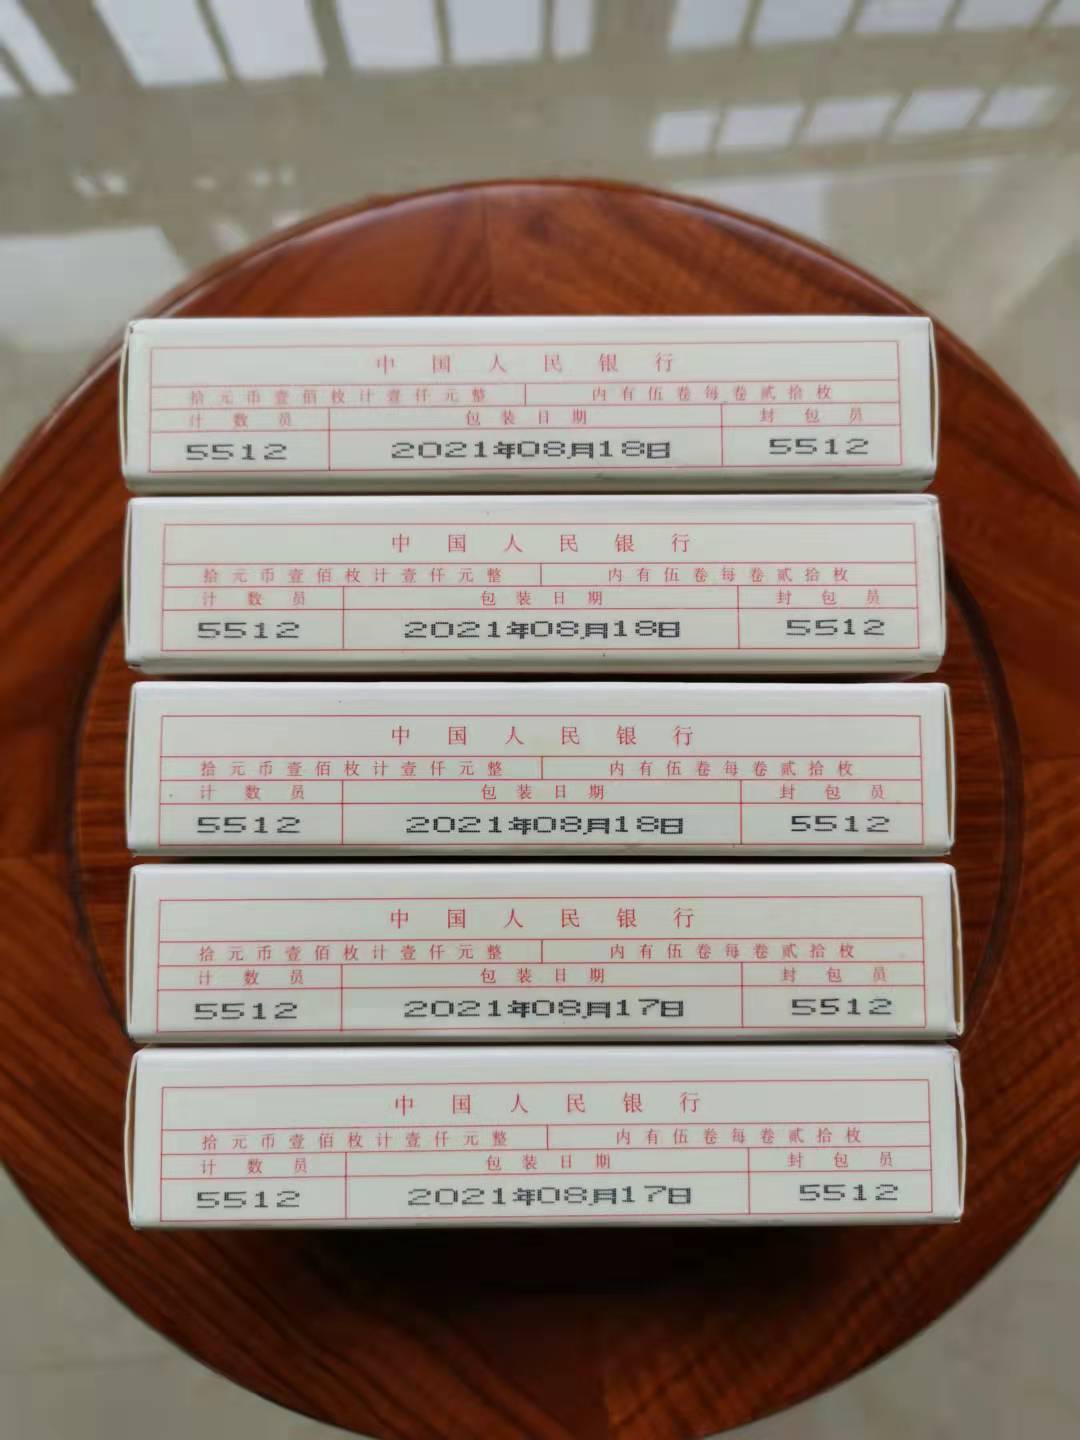 中国人民银行
拾元币壹佰枚计壹仟元整 内有伍卷每卷贰拾枚
计数员 包装日期 封包员
5512 2021年08月18日 5512
中国人民银行
拾元币壹佰枚计壹仟元整 内有伍卷每卷贰拾枚
计数员 包装日期 封包员
5512 2021年08月18日 5512
中国人民银行
拾元币壹佰枚计壹仟元整 内有伍卷每卷贰拾枚
计数员 包装日期 封包员
5512 2021年08月18日 5512
中国人民银行
拾元币壹佰枚计壹仟元整 内有伍卷每卷贰拾枚
计数员 包装日期 封包员
5512 2021年08月17日 5512
中国人民银行
拾元币壹佰枚计壹仟元整 内有伍卷每卷贰拾枚
计数员 包装日期 封包员
5512 2021年08月17日 5512